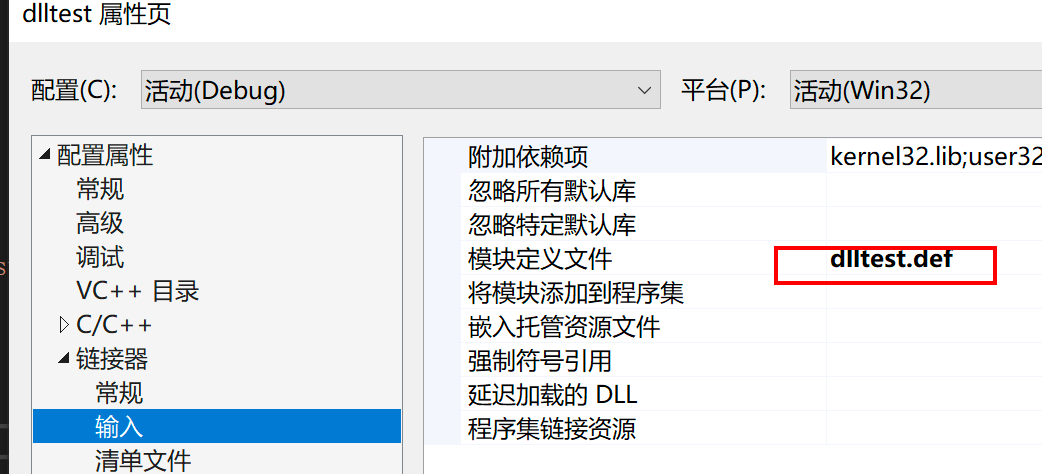 dlltest 属性页
配置(C): 活动(Debug) 平台(P): 活动(Win32)
配置属性
常规
高级
调试
VC++ 目录
C/C++
链接器
常规
输入
清单文件
附加依赖项 kernel32.lib;user32
忽略所有默认库
忽略特定默认库
模块定义文件 dlltest.def
将模块添加到程序集
嵌入托管资源文件
强制符号引用
延迟加载的 DLL
程序集链接资源